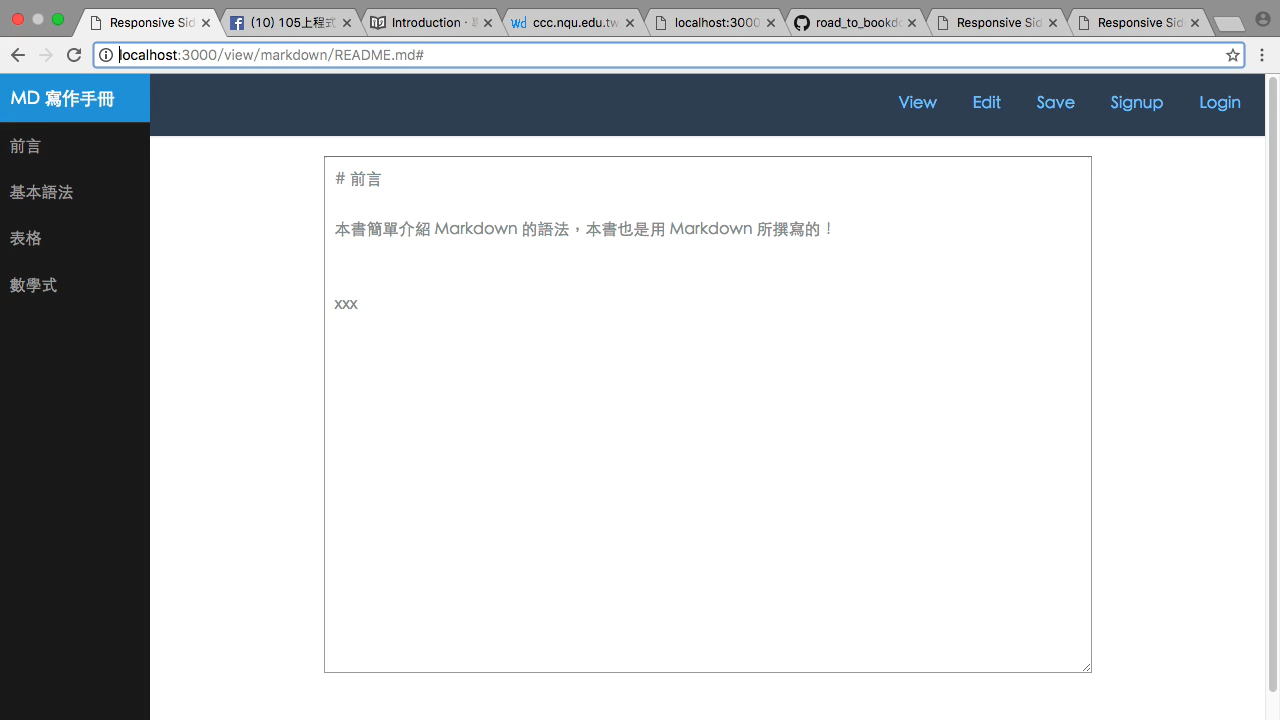 Responsive Sid
(10) 105上程式
Introduction ·
ccc.nqu.edu.tw
localhost:3000
road_to_bookdo
Responsive Sid
Responsive Sid
localhost:3000/view/markdown/README.md#
MD 寫作手冊
View
Edit
Save
Signup
Login
前言
基本語法
表格
數學式
# 前言
本書簡單介紹 Markdown 的語法，本書也是用 Markdown 所撰寫的！
xxx